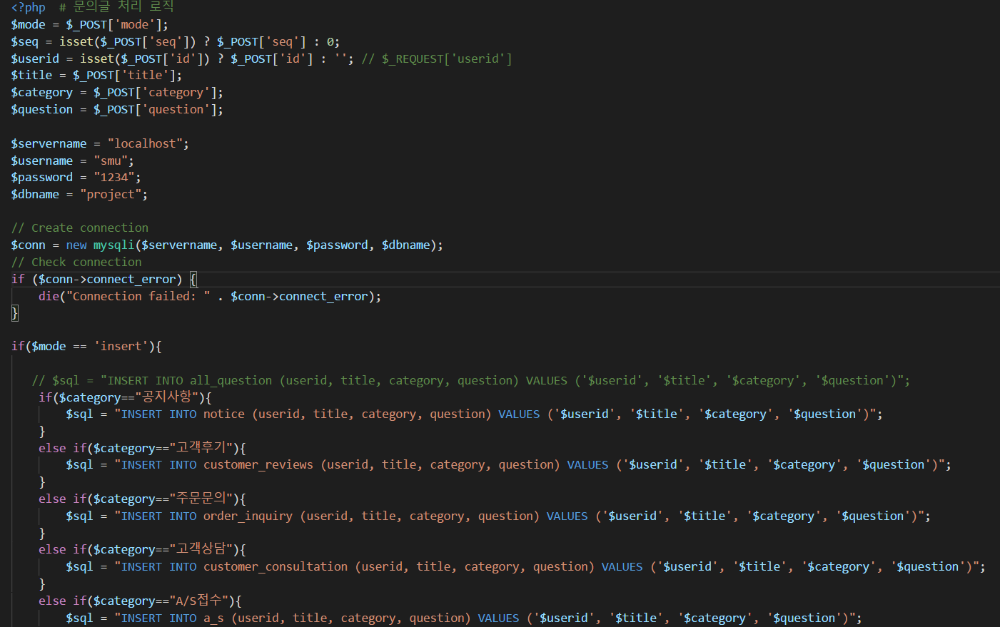 <?php  # 문의글 처리 로직
$mode = $_POST['mode'];
$seq = isset($_POST['seq']) ? $_POST['seq'] : 0;
$userid = isset($_POST['id']) ? $_POST['id'] : ''; // $_REQUEST['userid']
$title = $_POST['title'];
$category = $_POST['category'];
$question = $_POST['question'];

$servername = "localhost";
$username = "smu";
$password = "1234";
$dbname = "project";

// Create connection
$conn = new mysqli($servername, $username, $password, $dbname);
// Check connection
if ($conn->connect_error) {
    die("Connection failed: " . $conn->connect_error);
}

if($mode == 'insert'){

   // $sql = "INSERT INTO all_question (userid, title, category, question) VALUES ('$userid', '$title', '$category', '$question')";
    if($category=="공지사항"){
        $sql = "INSERT INTO notice (userid, title, category, question) VALUES ('$userid', '$title', '$category', '$question')";
    }
    else if($category=="고객후기"){
        $sql = "INSERT INTO customer_reviews (userid, title, category, question) VALUES ('$userid', '$title', '$category', '$question')";
    }
    else if($category=="주문문의"){
        $sql = "INSERT INTO order_inquiry (userid, title, category, question) VALUES ('$userid', '$title', '$category', '$question')";
    }
    else if($category=="고객상담"){
        $sql = "INSERT INTO customer_consultation (userid, title, category, question) VALUES ('$userid', '$title', '$category', '$question')";
    }
    else if($category=="A/S접수"){
        $sql = "INSERT INTO a_s (userid, title, category, question) VALUES ('$userid', '$title', '$category', '$question')";